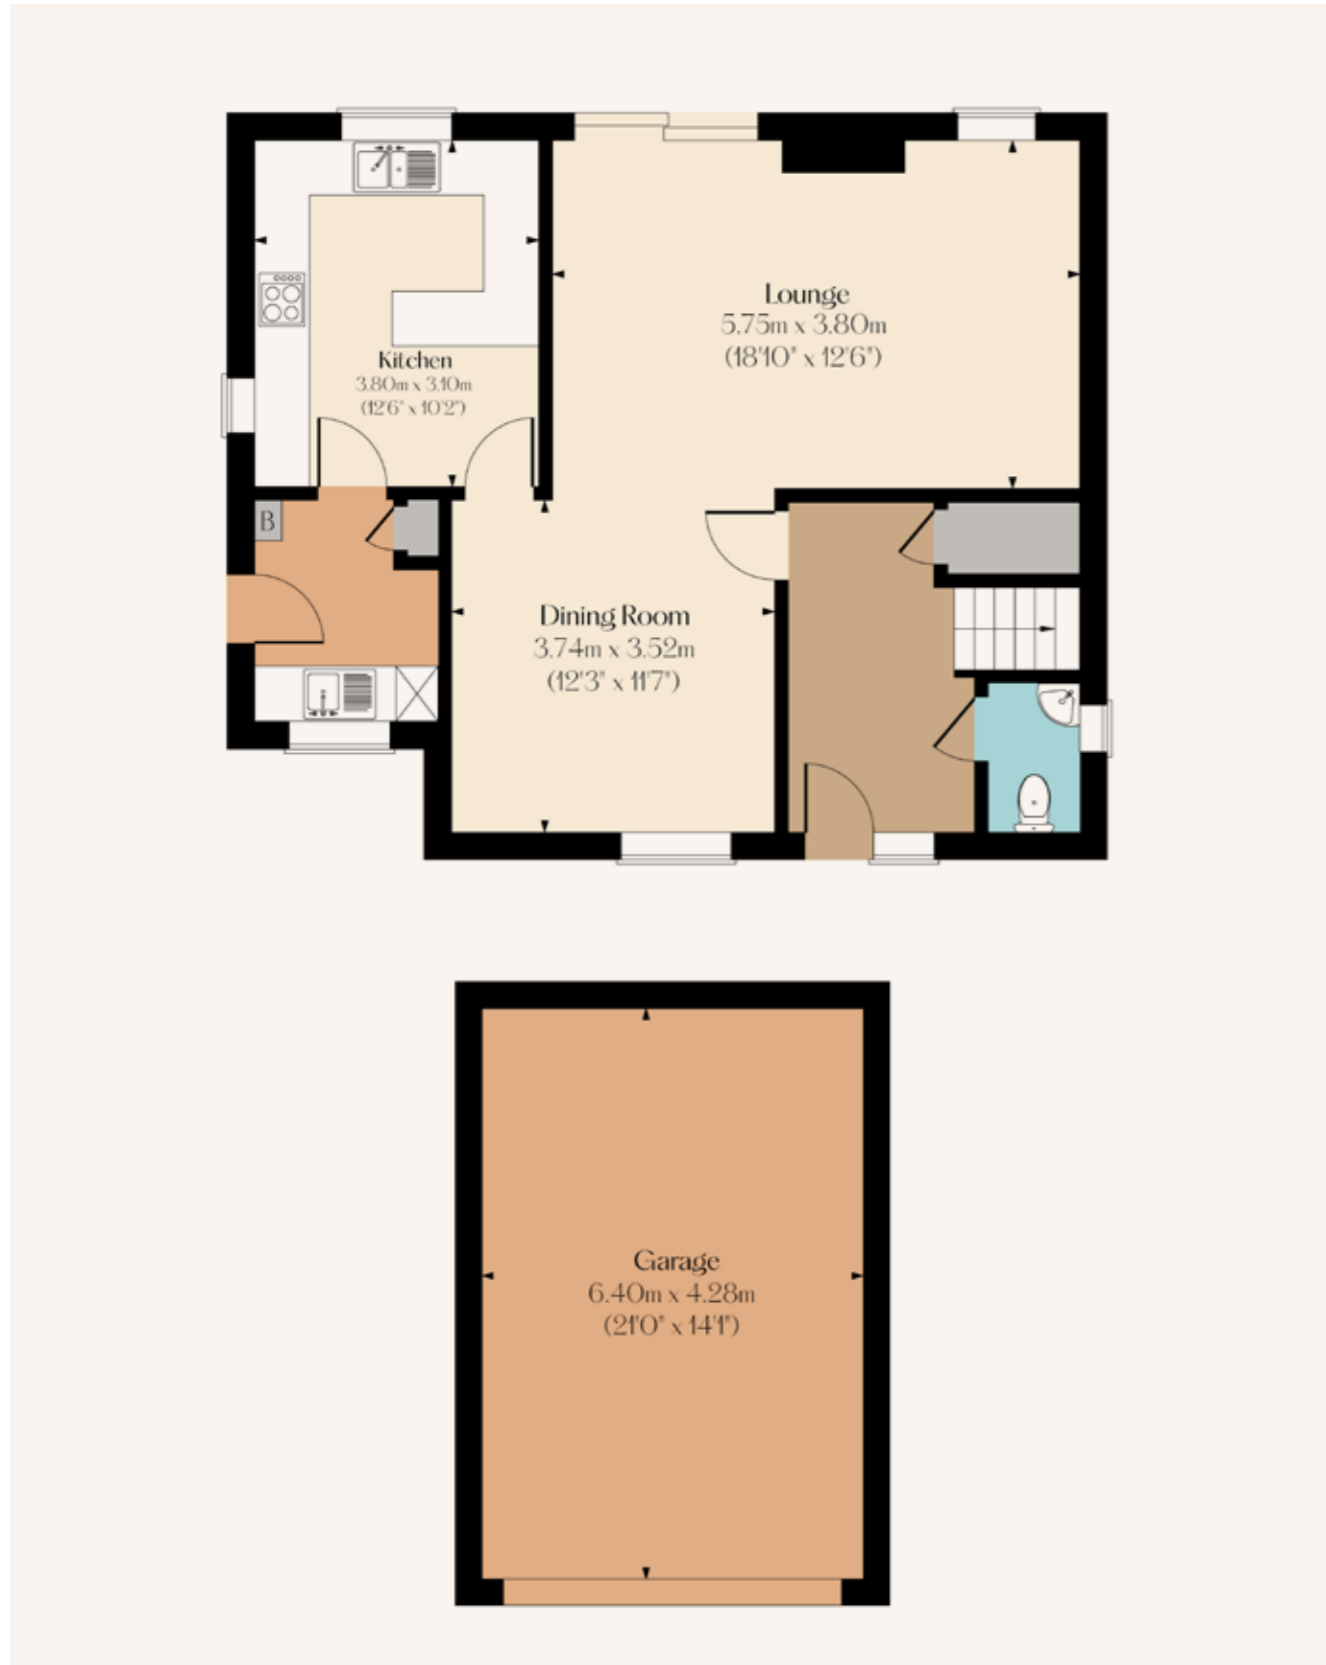 Lounge
5.75m x 3.80m
(18'10" x 12'6")
Kitchen
3.80m x 3.10m
(12'6" x 10'2")
B
Dining Room
3.74m x 3.52m
(12'3" x 11'7")
Garage
6.40m x 4.28m
(21'0" x 14'1")